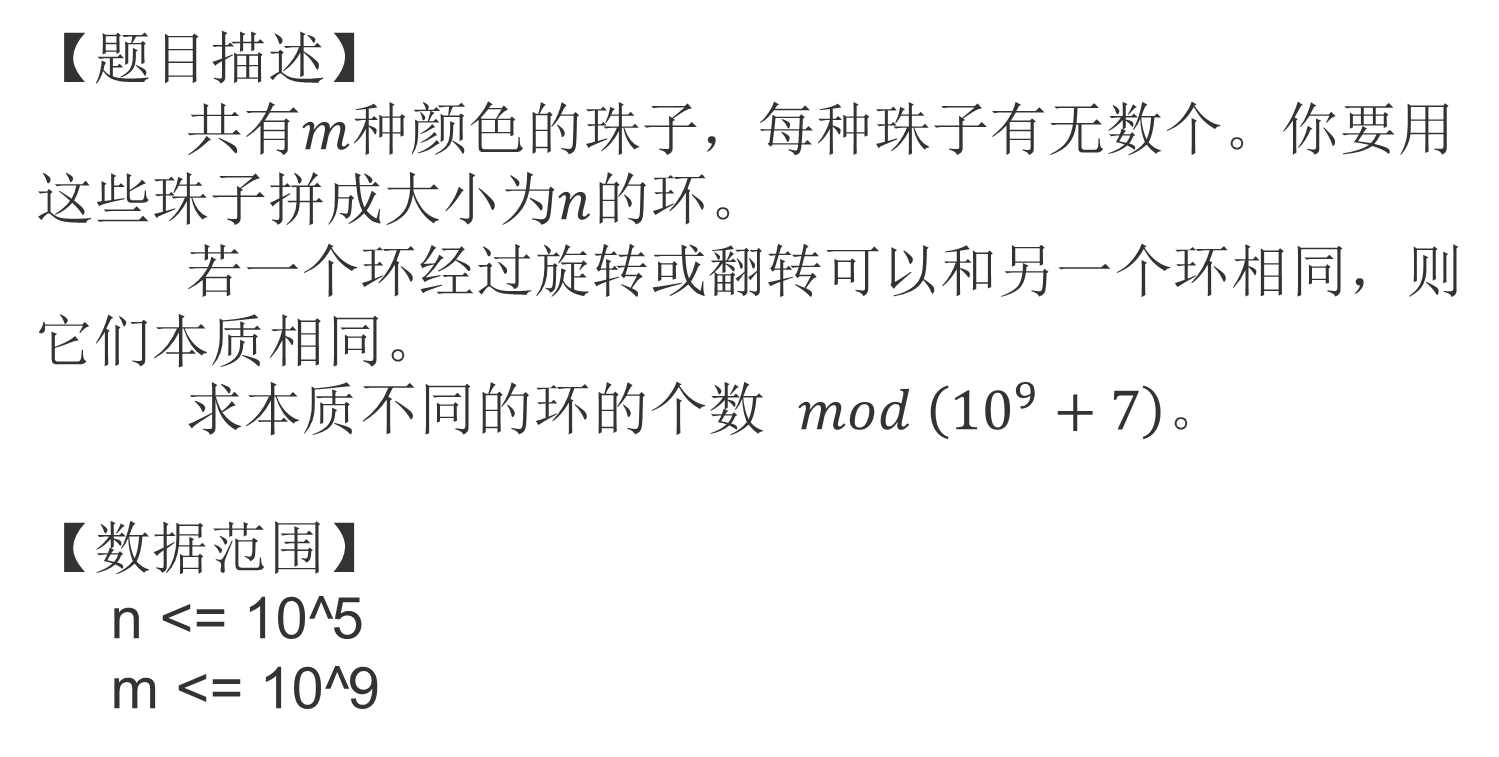 【题目描述】
共有m种颜色的珠子，每种珠子有无数个。你要用
这些珠子拼成大小为n的环。
若一个环经过旋转或翻转可以和另一个环相同，则
它们本质相同。
求本质不同的环的个数 mod (10⁹ + 7)。
【数据范围】
n <= 10^5
m <= 10^9